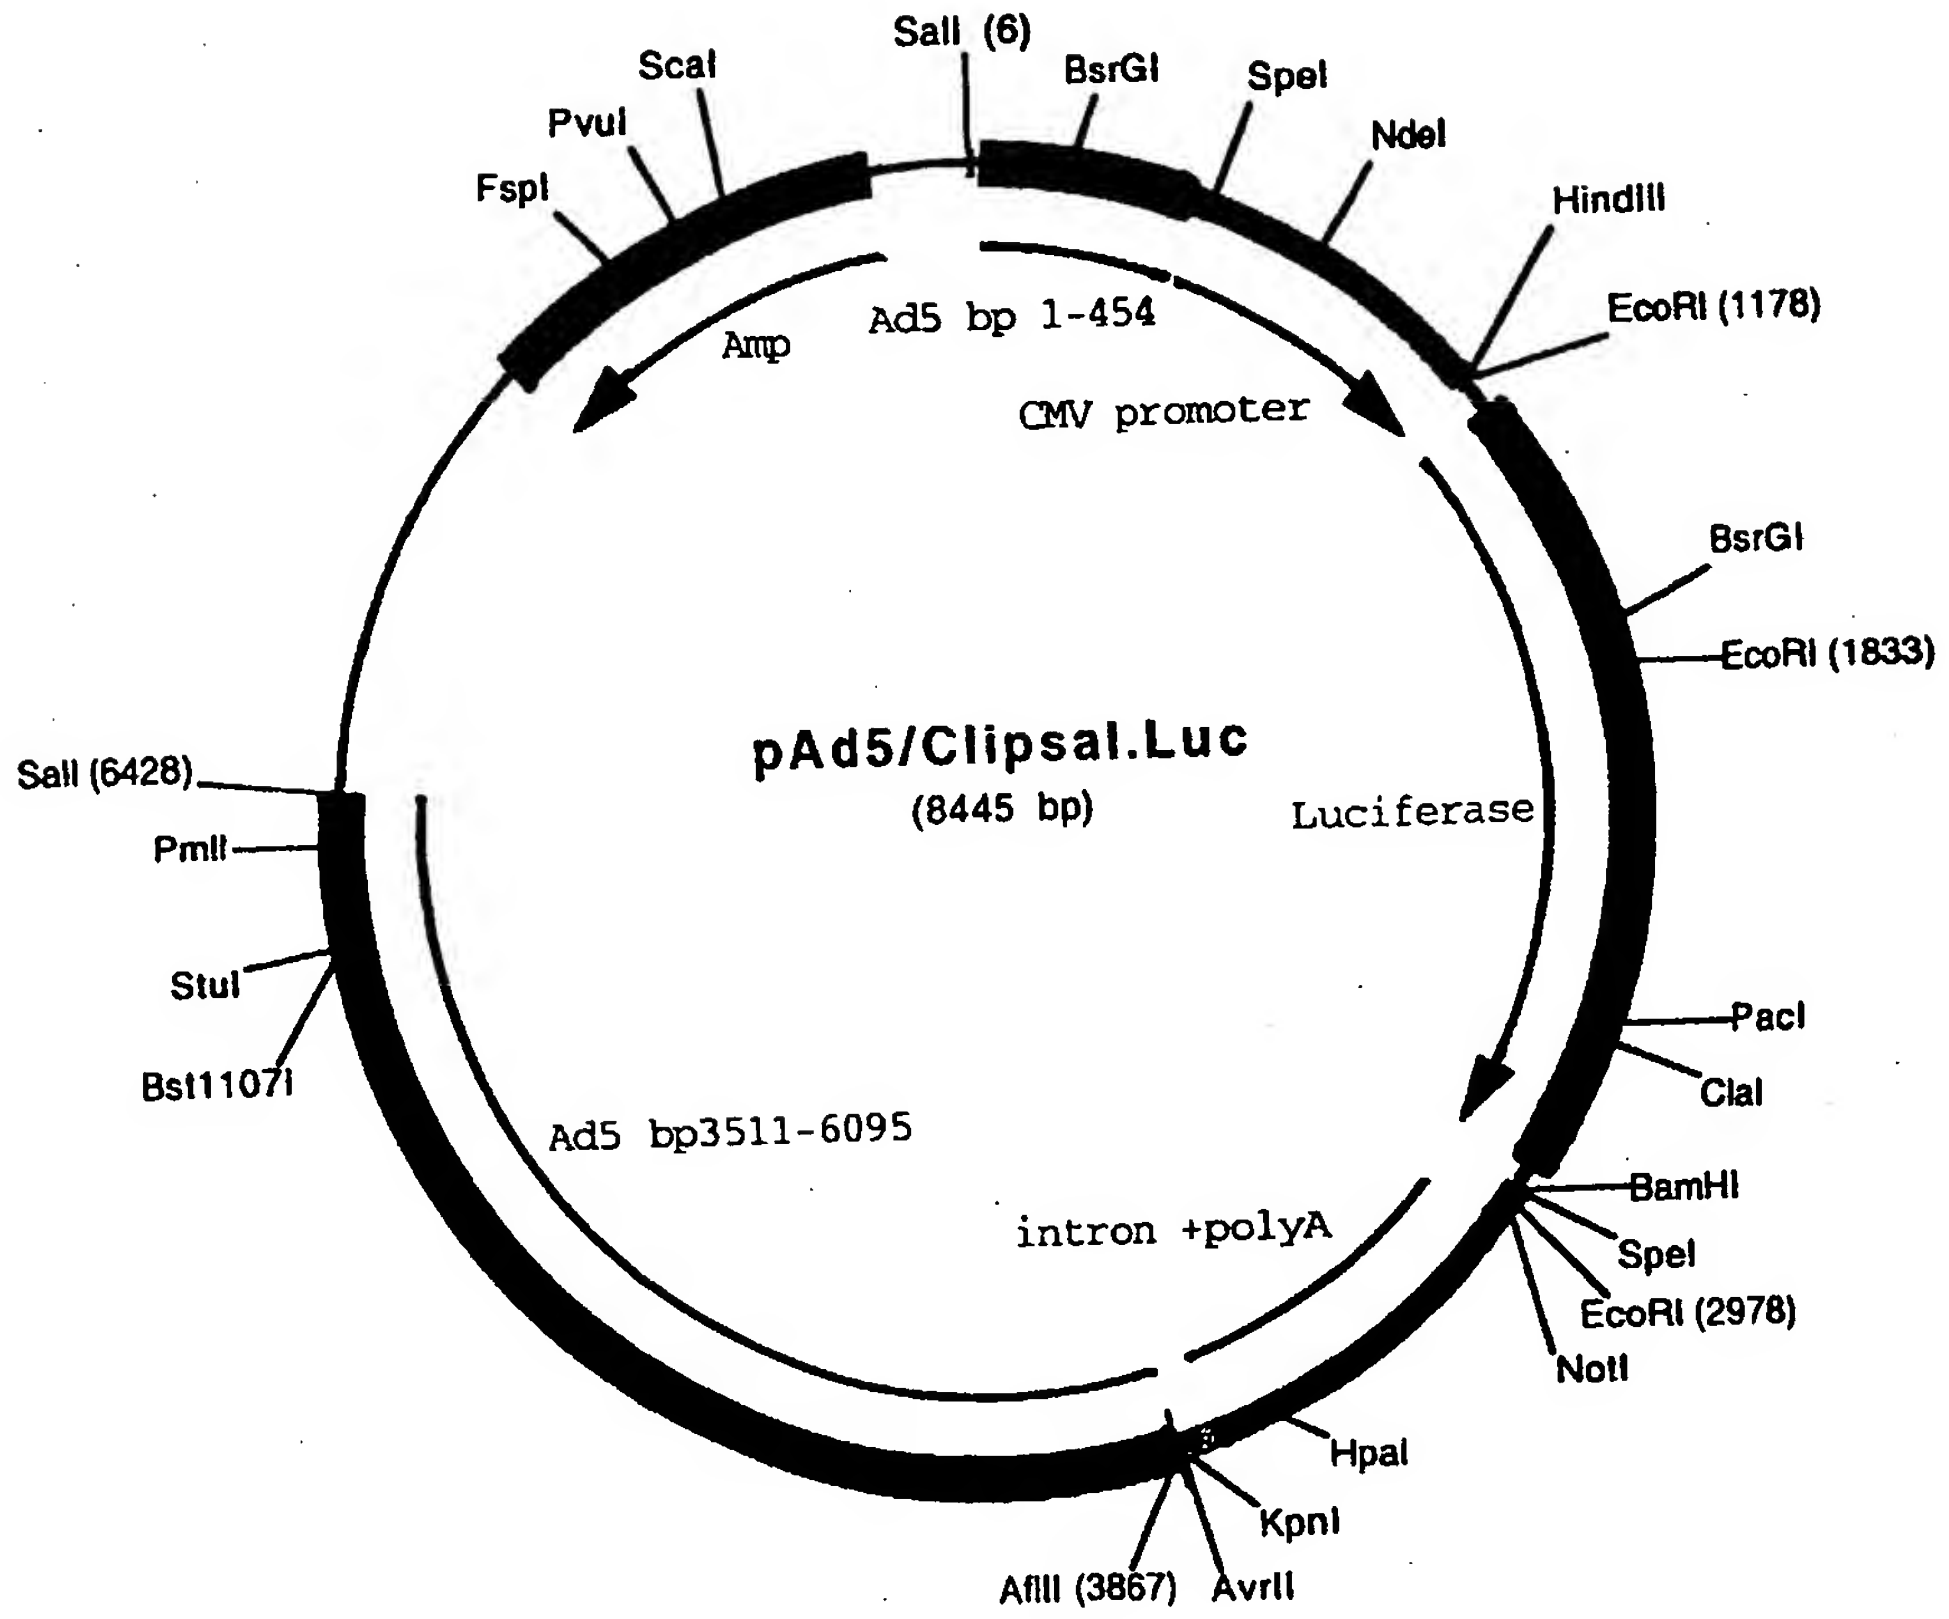 SalI (6)
BsrGI
SpeI
NdeI
HindIII
EcoRI (1178)
BsrGI
EcoRI (1833)
PacI
ClaI
BamHI
SpeI
EcoRI (2978)
NotI
HpaI
KpnI
AvrII
AflII (3867)
Bst1107I
StuI
PmlI
SalI (6428)
FspI
PvuI
ScaI
Amp
Ad5 bp 1-454
CMV promoter
pAd5/Clipsal.Luc
(8445 bp)
Luciferase
Ad5 bp3511-6095
intron +polyA